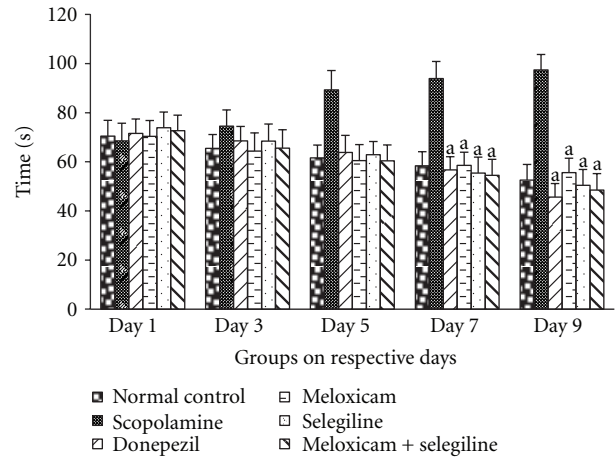 120
100
80
60
40
20
0
Time (s)
a a a a
a a a a
Day 1 Day 3 Day 5 Day 7 Day 9
Groups on respective days
Normal control Meloxicam
Scopolamine Selegiline
Donepezil Meloxicam + selegiline